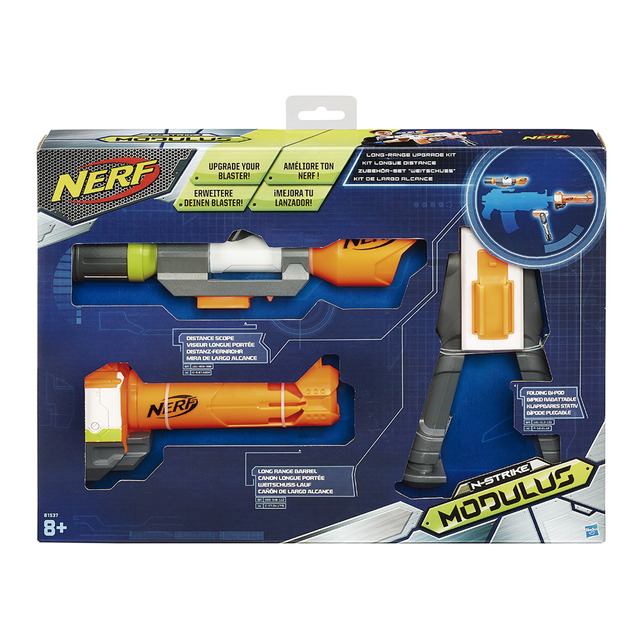 N-STRIKE
MODULUS
NERF
NERF
UPGRADE YOUR
BLASTER!
AMÉLIORE TON
NERF !
ERWEITERE
DEINEN BLASTER!
¡MEJORA TU
LANZADOR!
LONG-RANGE UPGRADE KIT
KIT LONGUE DISTANCE
ZUBEHÖR-SET "WEITSCHUSS"
KIT DE LARGO ALCANCE
NERF
DISTANCE SCOPE
VISEUR LONGUE PORTÉE
DISTANZ-FERNROHR
MIRA DE LARGO ALCANCE
NERF
LONG RANGE BARREL
CANON LONGUE PORTÉE
WEITSCHUSS-LAUF
CAÑÓN DE LARGO ALCANCE
FOLDING BI-POD
BIPIED RABATTABLE
KLAPPBARES STATIV
BÍPODE PLEGABLE
N-STRIKE
MODULUS
B1537
8+
Hasbro